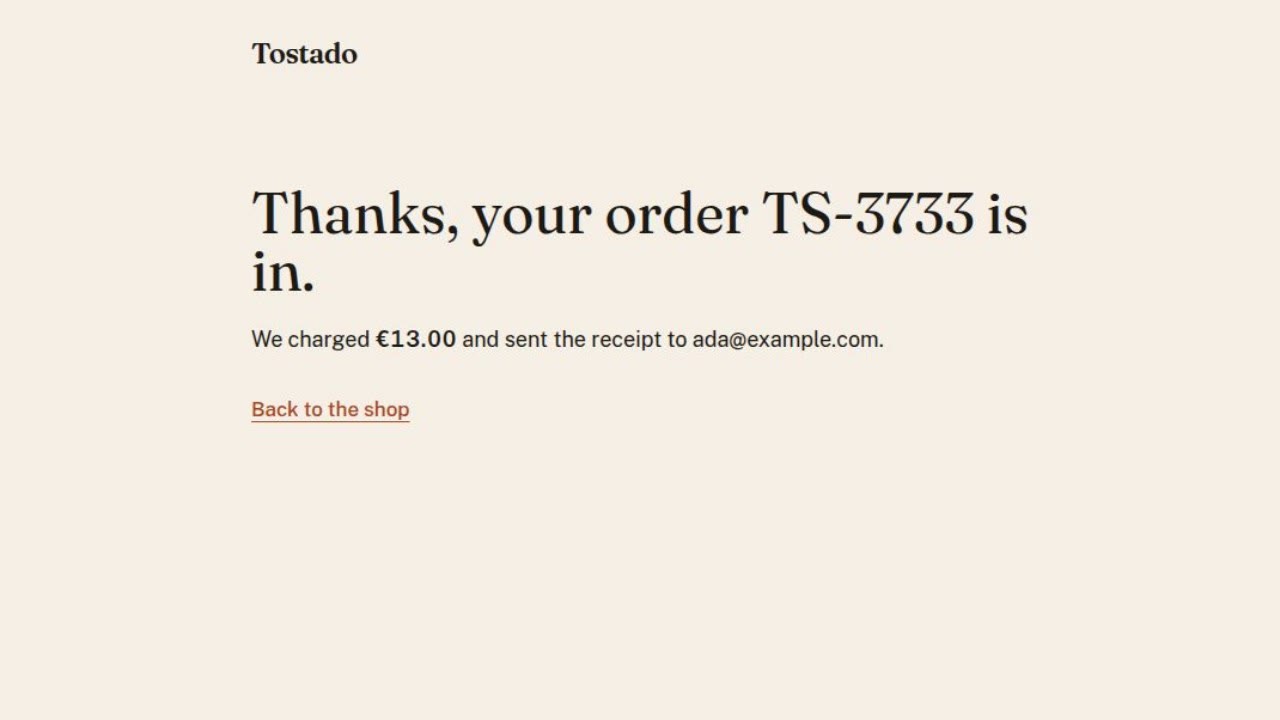 Tostado
Thanks, your order TS-3733 is
in.
We charged €13.00 and sent the receipt to ada@example.com.
Back to the shop